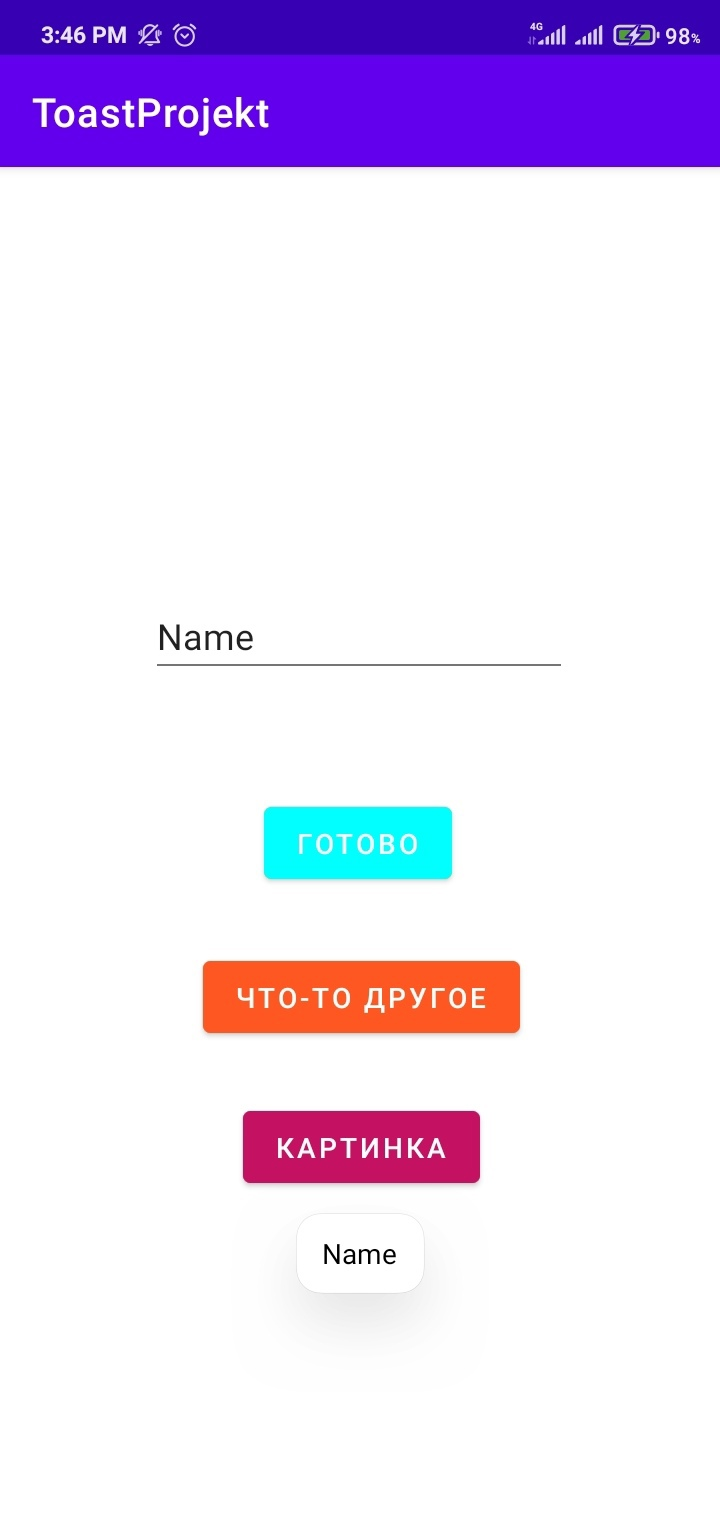 3:46 PM 4G 98%
ToastProjekt
Name
ГОТОВО
ЧТО-ТО ДРУГОЕ
КАРТИНКА
Name